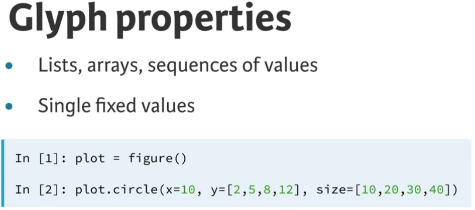 Glyph properties
• Lists, arrays, sequences of values
• Single fixed values
In [1]: plot = figure()
In [2]: plot.circle(x=10, y=[2,5,8,12], size=[10,20,30,40])